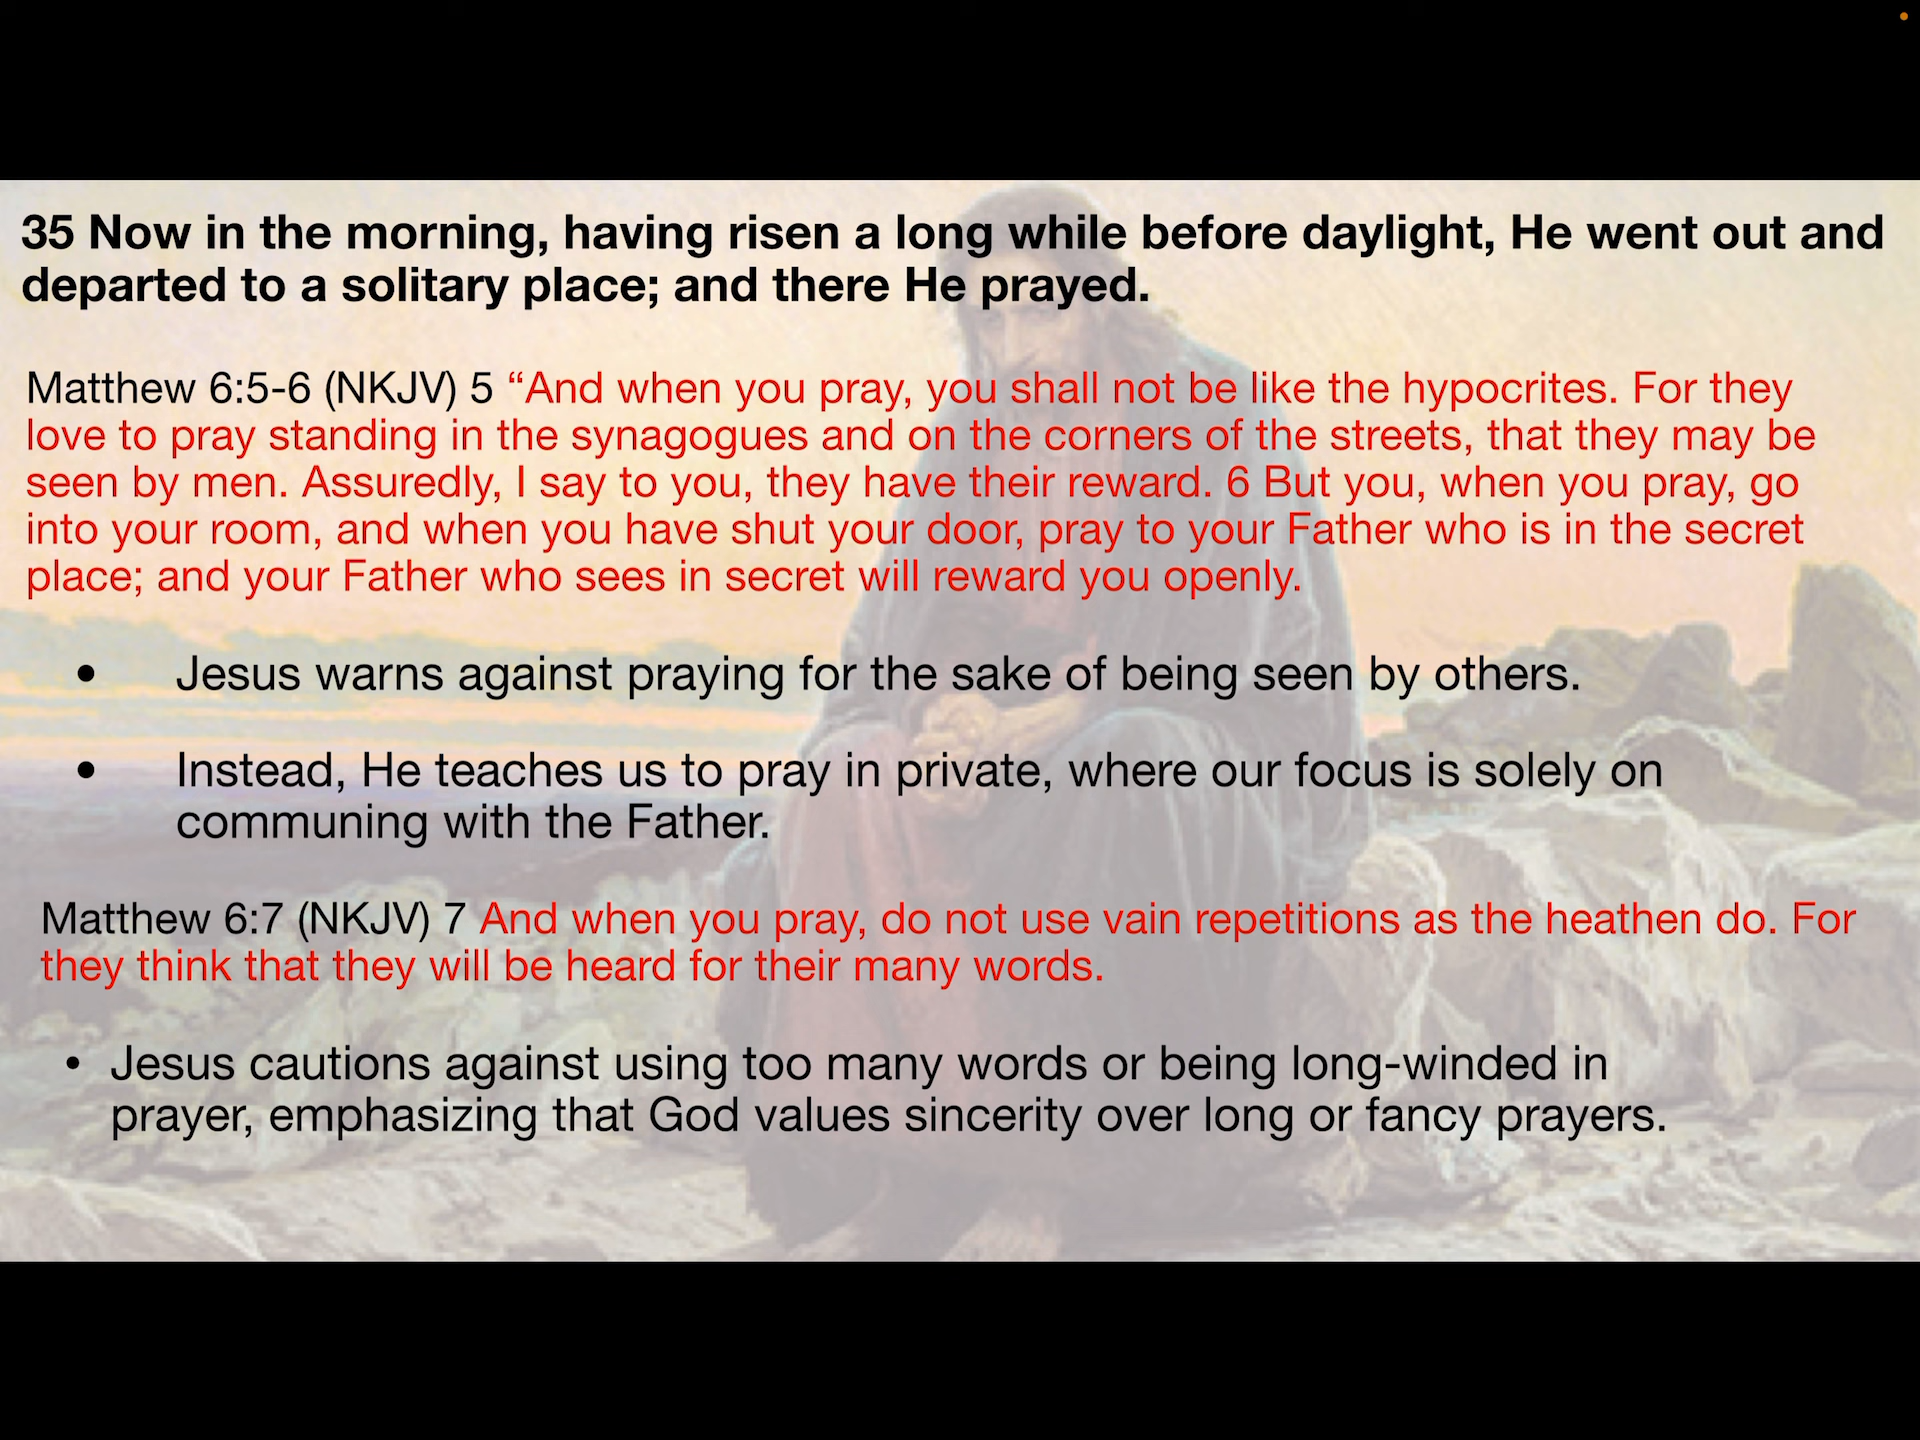 35 Now in the morning, having risen a long while before daylight, He went out and
departed to a solitary place; and there He prayed.
Matthew 6:5-6 (NKJV) 5 “And when you pray, you shall not be like the hypocrites. For they
love to pray standing in the synagogues and on the corners of the streets, that they may be
seen by men. Assuredly, I say to you, they have their reward. 6 But you, when you pray, go
into your room, and when you have shut your door, pray to your Father who is in the secret
place; and your Father who sees in secret will reward you openly.
• Jesus warns against praying for the sake of being seen by others.
• Instead, He teaches us to pray in private, where our focus is solely on
communing with the Father.
Matthew 6:7 (NKJV) 7 And when you pray, do not use vain repetitions as the heathen do. For
they think that they will be heard for their many words.
• Jesus cautions against using too many words or being long-winded in
prayer, emphasizing that God values sincerity over long or fancy prayers.